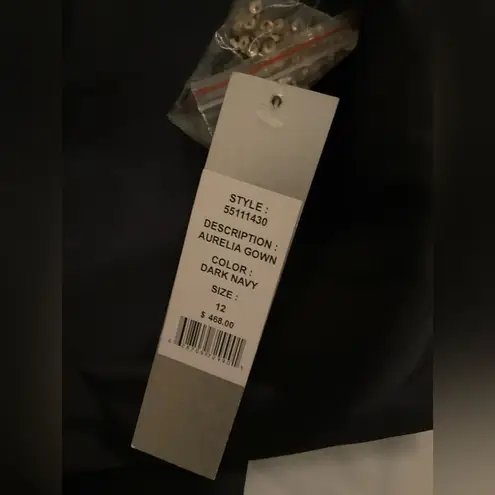 STYLE :
55111430
DESCRIPTION :
AURELIA GOWN
COLOR :
DARK NAVY
SIZE :
12
$ 468.00